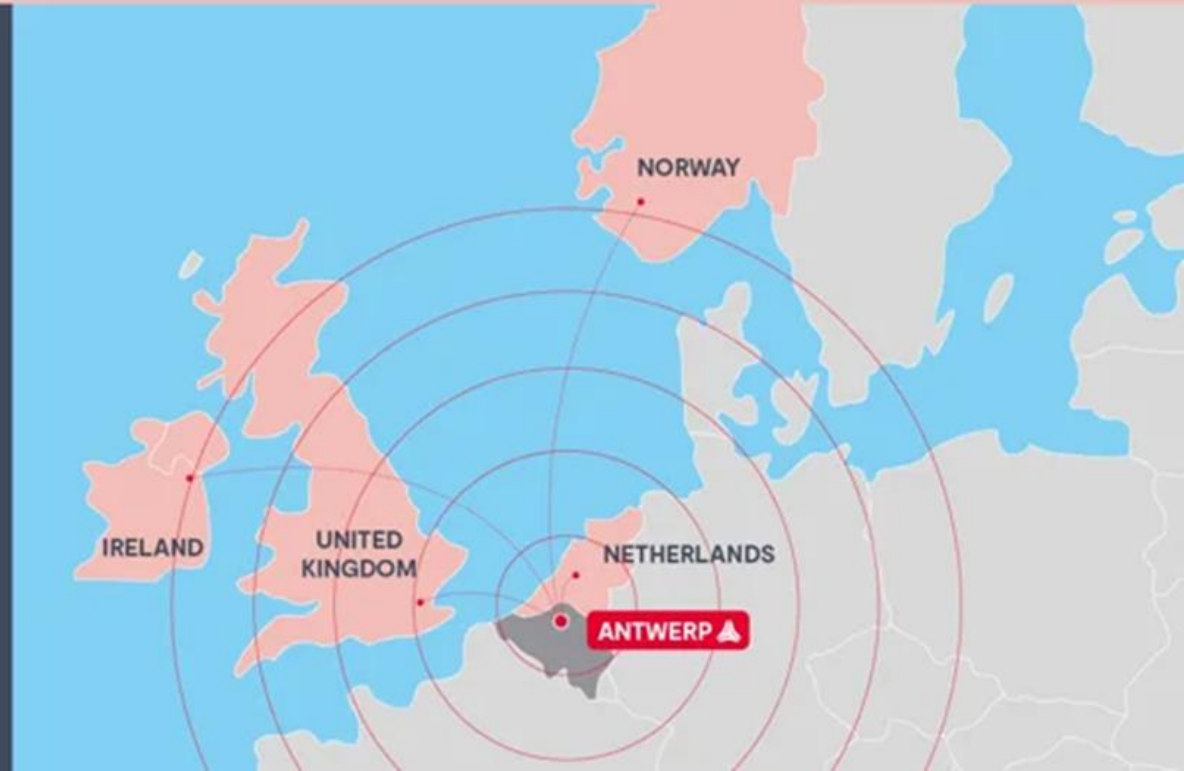 NORWAY
IRELAND
UNITED
KINGDOM
NETHERLANDS
ANTWERP